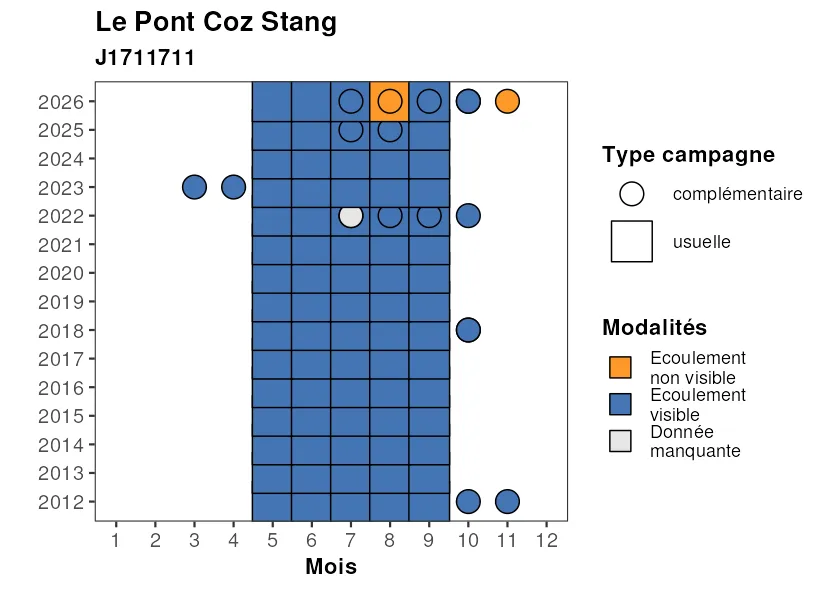 Le Pont Coz Stang
J1711711
2026
2025
2024
2023
2022
2021
2020
2019
2018
2017
2016
2015
2014
2013
2012
1 2 3 4 5 6 7 8 9 10 11 12
Mois
Type campagne
complémentaire
usuelle
Modalités
Ecoulement
non visible
Ecoulement
visible
Donnée
manquante